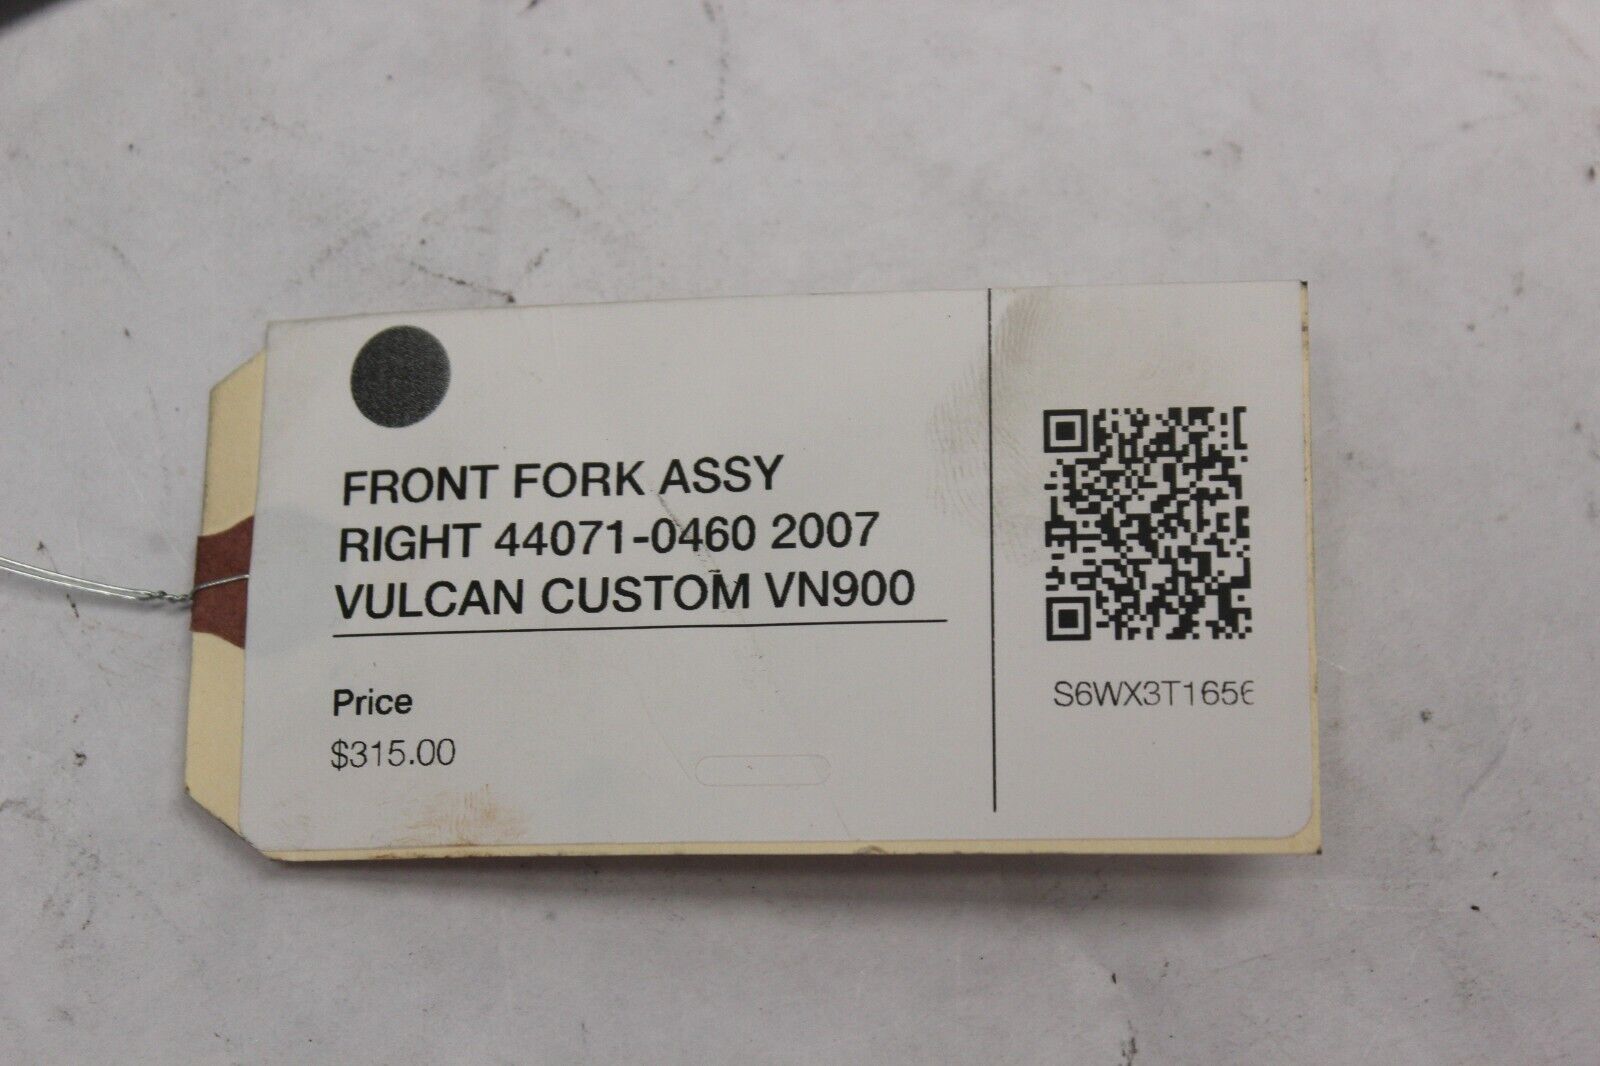 FRONT FORK ASSY
RIGHT 44071-0460 2007
VULCAN CUSTOM VN900
Price
$315.00
S6WX3T1656